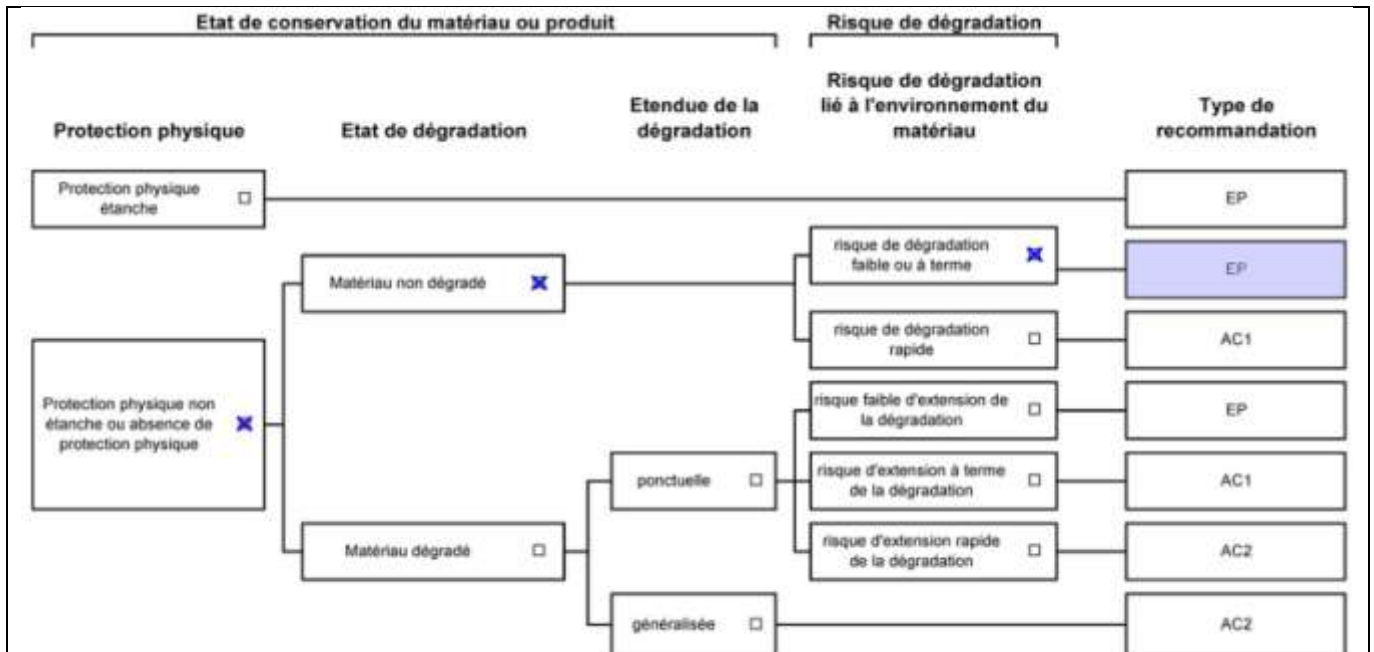 Etat de conservation du matériau ou produit
Risque de dégradation
Protection physique
Etat de dégradation
Etendue de la
dégradation
Risque de dégradation
lié à l'environnement du
matériau
Type de
recommandation
Protection physique
étanche
EP
Protection physique non
étanche ou absence de
protection physique
Matériau non dégradé
risque de dégradation
faible ou à terme
EP
risque de dégradation
rapide
AC1
Matériau dégradé
ponctuelle
risque faible d'extension de
la dégradation
EP
risque d'extension à terme
de la dégradation
AC1
risque d'extension rapide
de la dégradation
AC2
généralisée
AC2